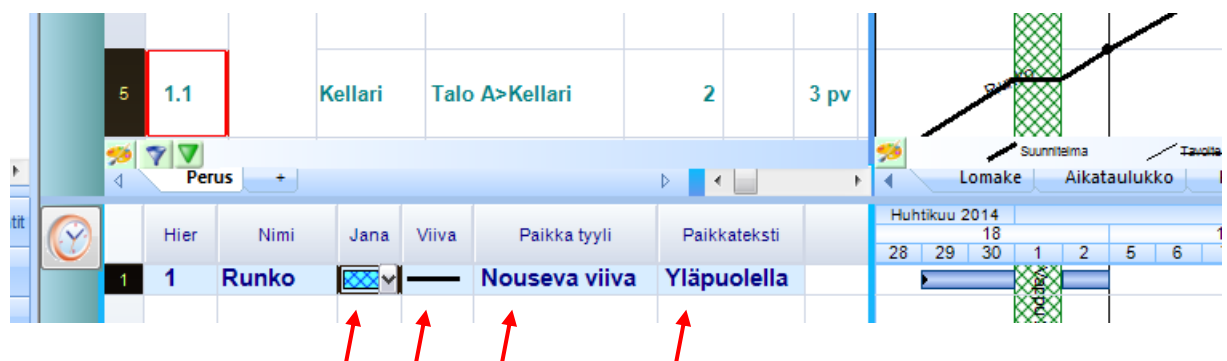 5 1.1 Kellari Talo A>Kellari 2 3 pv
Suunnitelma Tavoite
Perus + Lomake Aikataulukko
tit
Hier Nimi Jana Viiva Paikka tyyli Paikkateksti
Huhtikuu 2014
18
28 29 30 1 2 5 6
1 1 Runko Nouseva viiva Yläpuolella